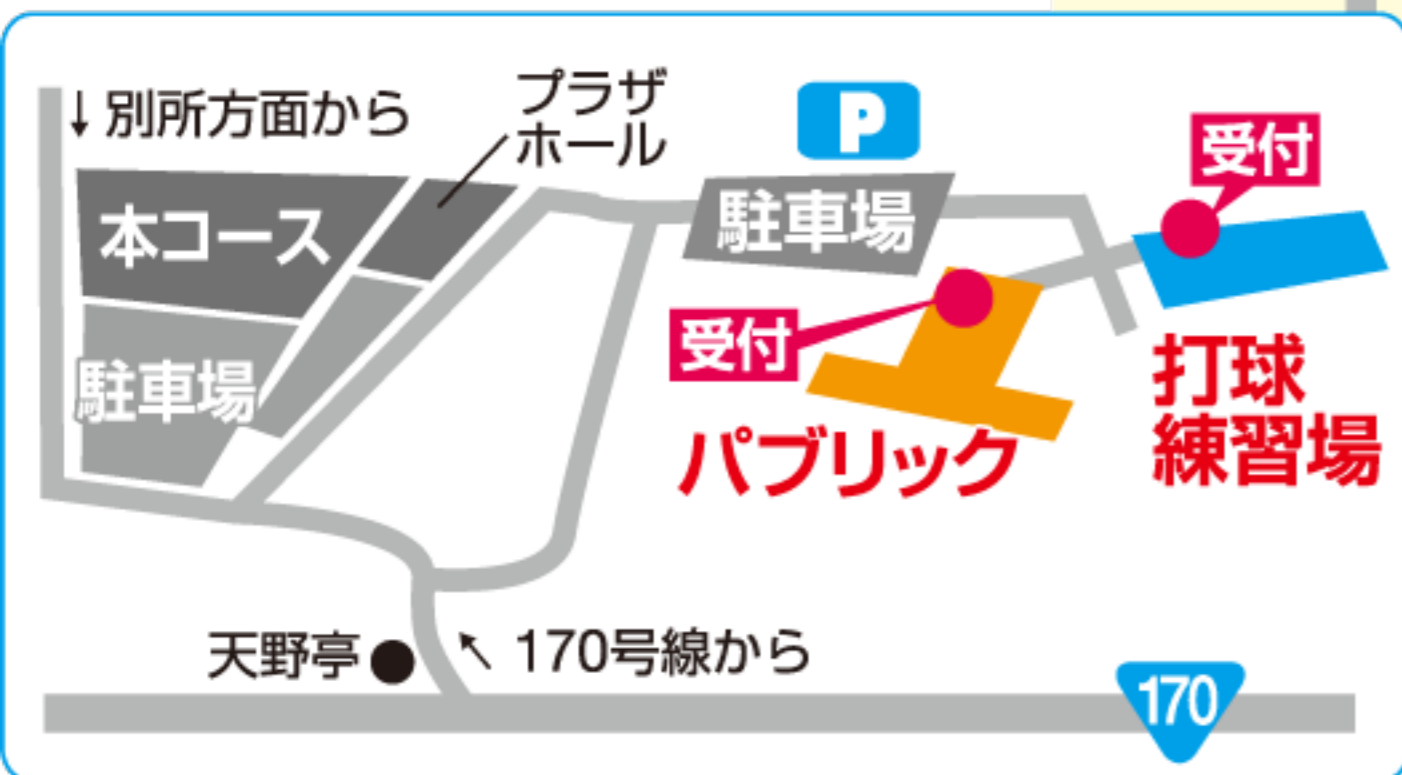 ↓別所方面から
プラザ
ホール
P
受付
本コース
駐車場
駐車場
受付
打球
練習場
パブリック
天野亭
↖170号線から
170